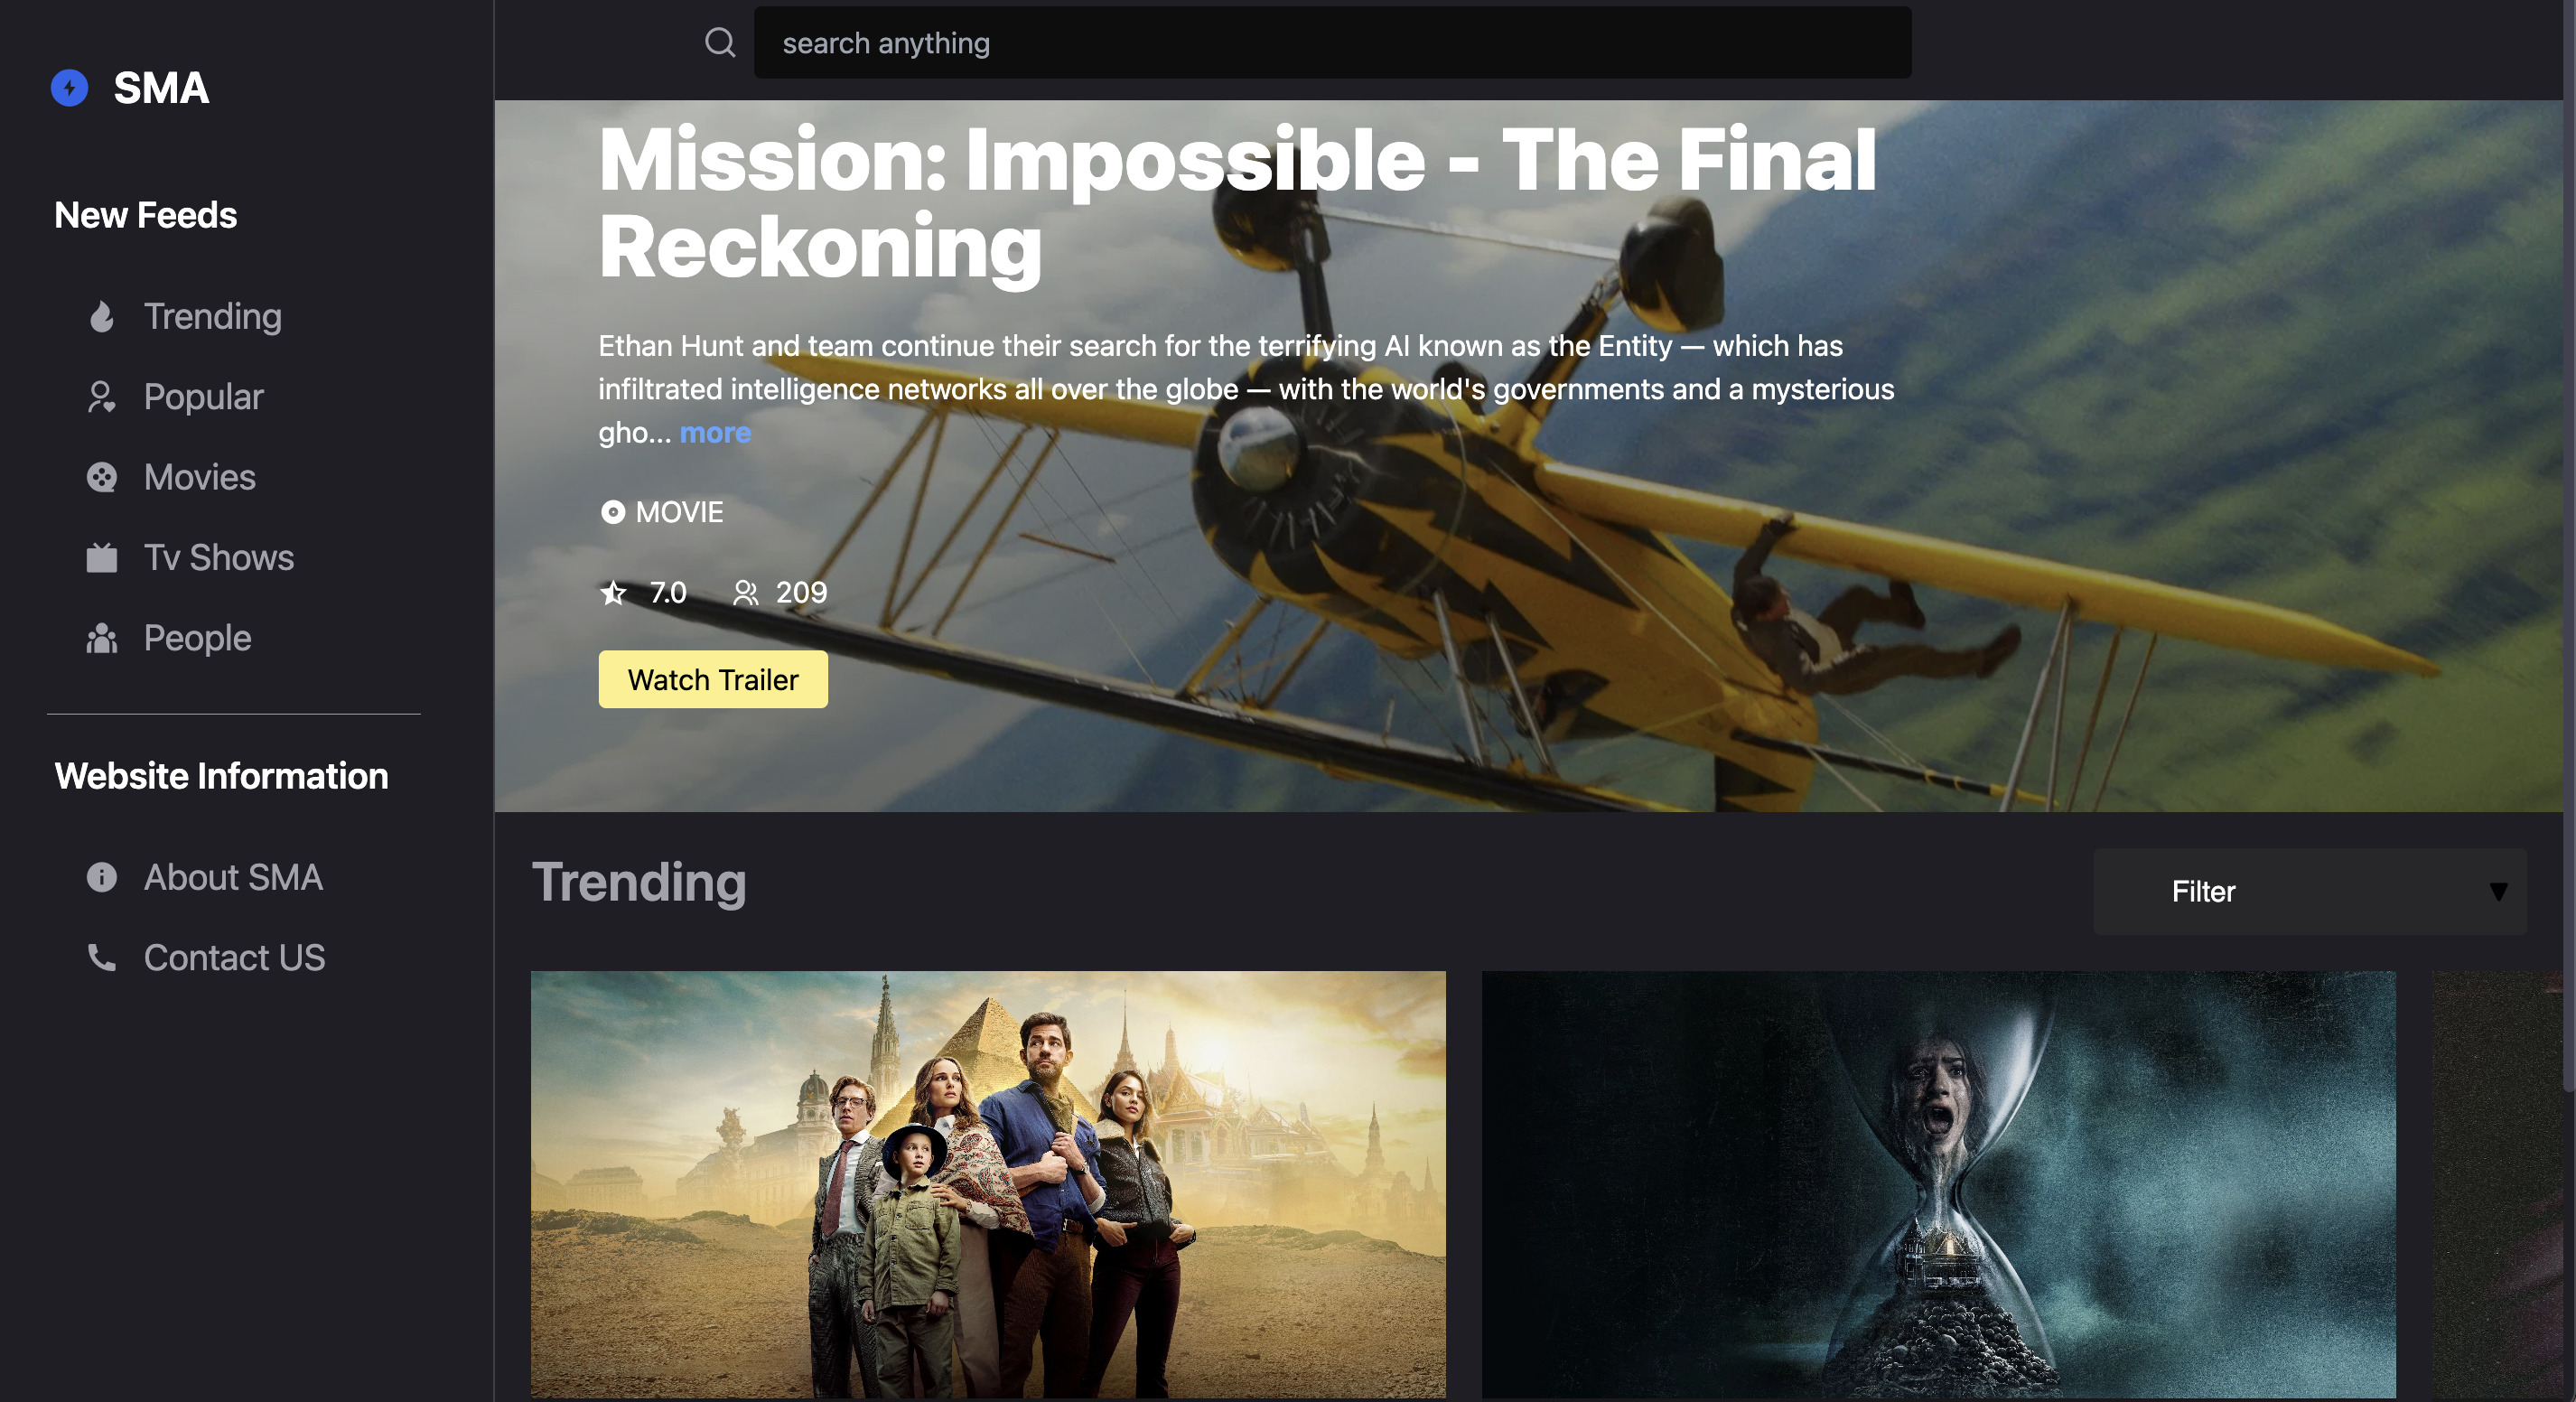 SMA
New Feeds
Trending
Popular
Movies
Tv Shows
People
Website Information
About SMA
Contact US
search anything
Mission: Impossible - The Final
Reckoning
Ethan Hunt and team continue their search for the terrifying AI known as the Entity — which has
infiltrated intelligence networks all over the globe — with the world's governments and a mysterious
gho... more
MOVIE
7.0 209
Watch Trailer
Trending
Filter